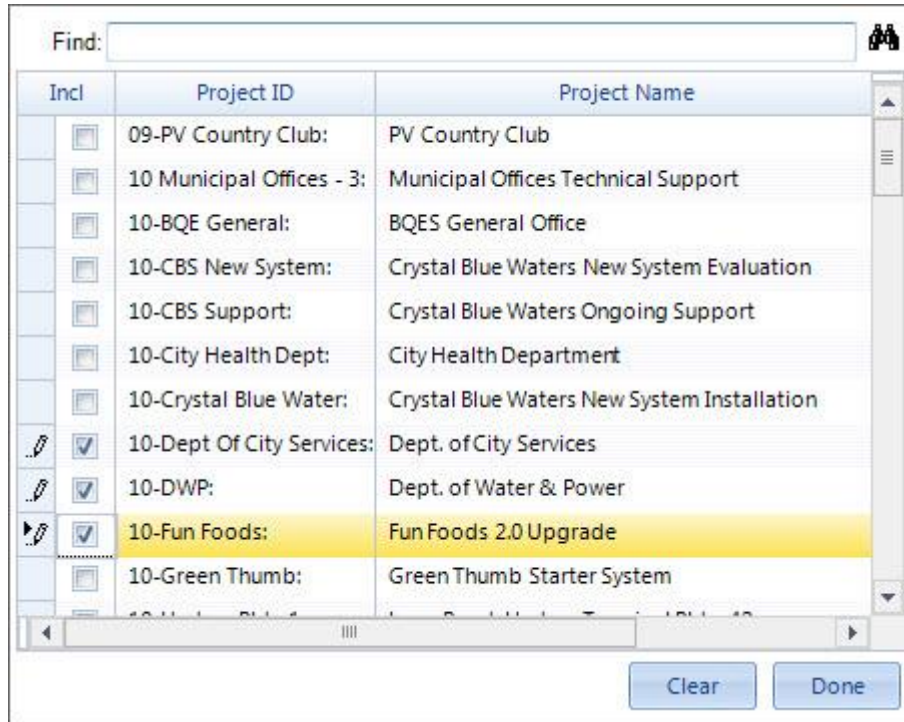 Find:
Incl Project ID Project Name
09-PV Country Club: PV Country Club
10 Municipal Offices - 3: Municipal Offices Technical Support
10-BQE General: BQES General Office
10-CBS New System: Crystal Blue Waters New System Evaluation
10-CBS Support: Crystal Blue Waters Ongoing Support
10-City Health Dept: City Health Department
10-Crystal Blue Water: Crystal Blue Waters New System Installation
10-Dept Of City Services: Dept. of City Services
10-DWP: Dept. of Water & Power
10-Fun Foods: Fun Foods 2.0 Upgrade
10-Green Thumb: Green Thumb Starter System
Clear Done